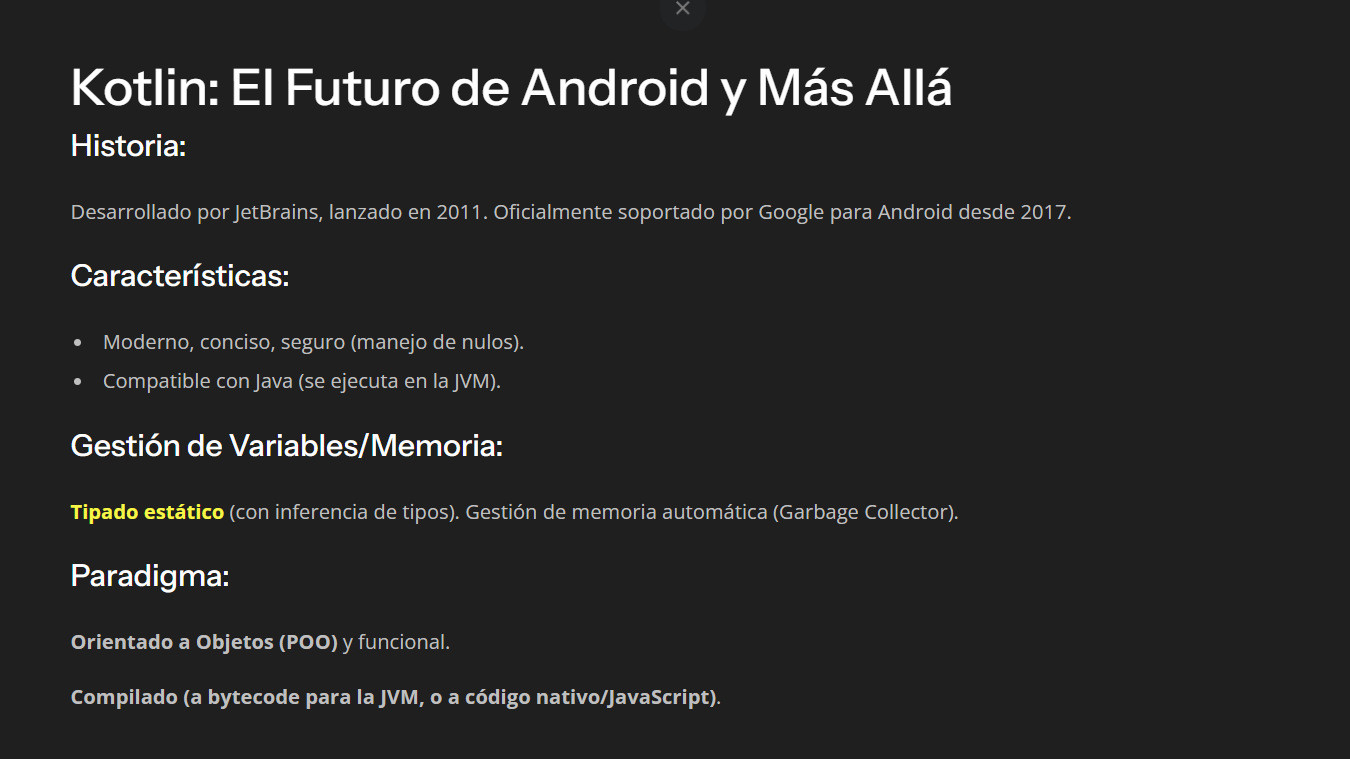 Kotlin: El Futuro de Android y Más Allá
Historia:
Desarrollado por JetBrains, lanzado en 2011. Oficialmente soportado por Google para Android desde 2017.
Características:
• Moderno, conciso, seguro (manejo de nulos).
• Compatible con Java (se ejecuta en la JVM).
Gestión de Variables/Memoria:
Tipado estático (con inferencia de tipos). Gestión de memoria automática (Garbage Collector).
Paradigma:
Orientado a Objetos (POO) y funcional.
Compilado (a bytecode para la JVM, o a código nativo/JavaScript).